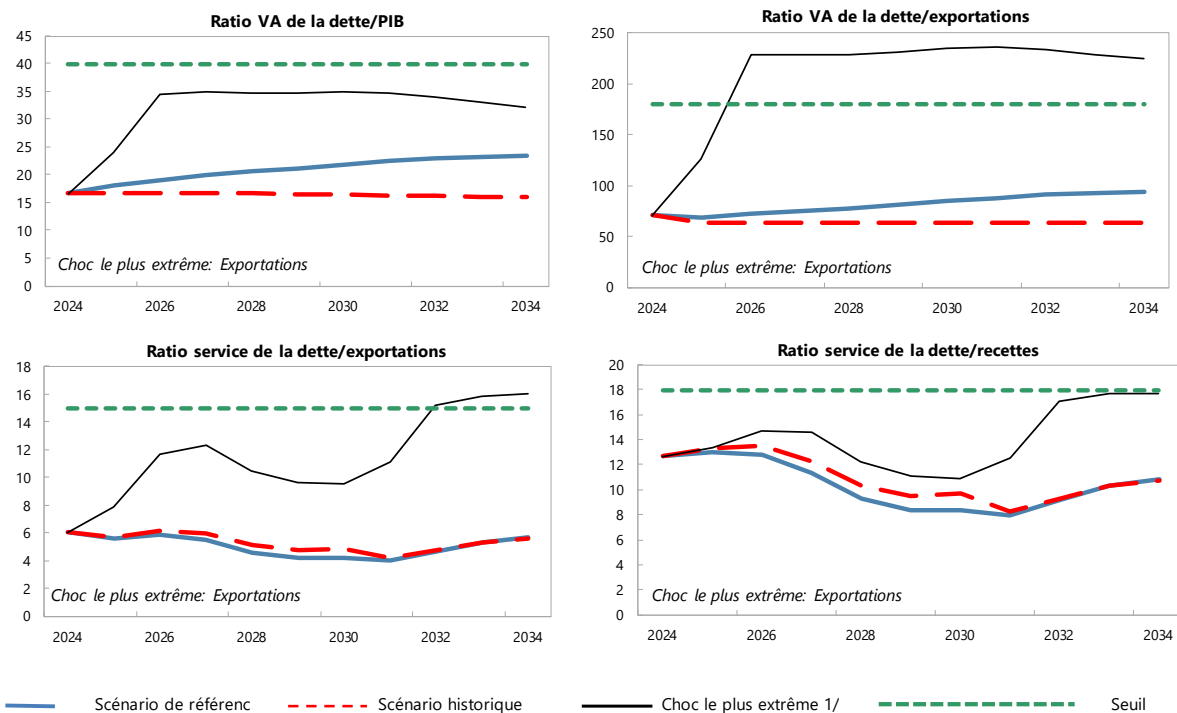 Ratio VA de la dette/PIB
45
40
35
30
25
20
15
10
5
0
Choc le plus extrême: Exportations
2024 2026 2028 2030 2032 2034
Ratio VA de la dette/exportations
250
200
150
100
50
0
Choc le plus extrême: Exportations
2024 2026 2028 2030 2032 2034
Ratio service de la dette/exportations
18
16
14
12
10
8
6
4
2
0
Choc le plus extrême: Exportations
2024 2026 2028 2030 2032 2034
Ratio service de la dette/recettes
20
18
16
14
12
10
8
6
4
2
0
Choc le plus extrême: Exportations
2024 2026 2028 2030 2032 2034
Scénario de référenc Scénario historique Choc le plus extrême 1/ Seuil